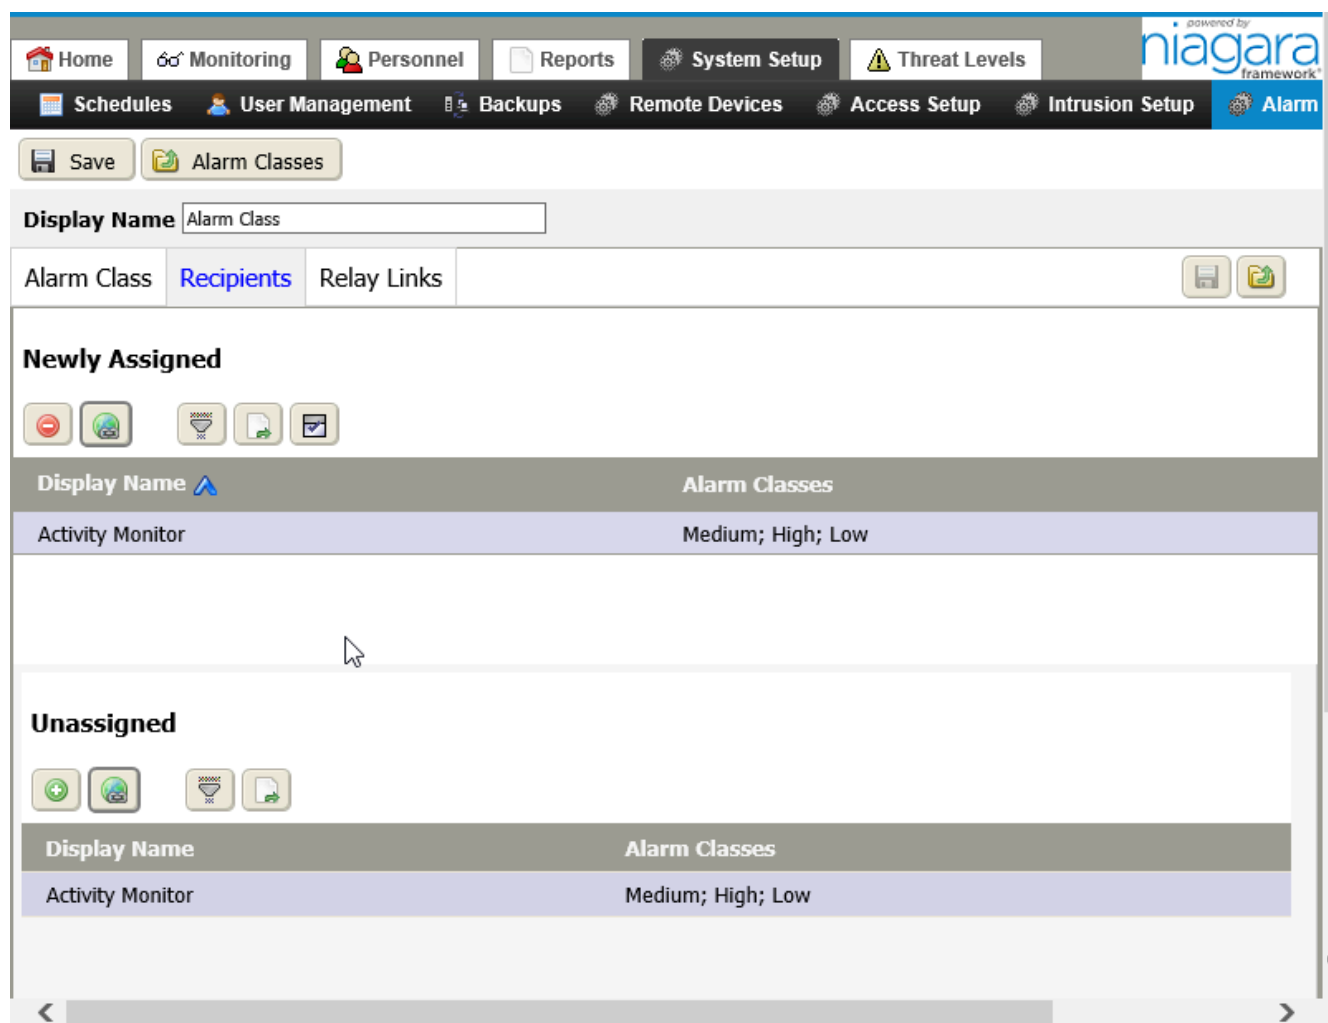 powered by
niagara
framework®
Home Monitoring Personnel Reports System Setup Threat Levels
Schedules User Management Backups Remote Devices Access Setup Intrusion Setup Alarm
Save Alarm Classes
Display Name Alarm Class
Alarm Class Recipients Relay Links
Newly Assigned
Display Name Alarm Classes
Activity Monitor Medium; High; Low
Unassigned
Display Name Alarm Classes
Activity Monitor Medium; High; Low